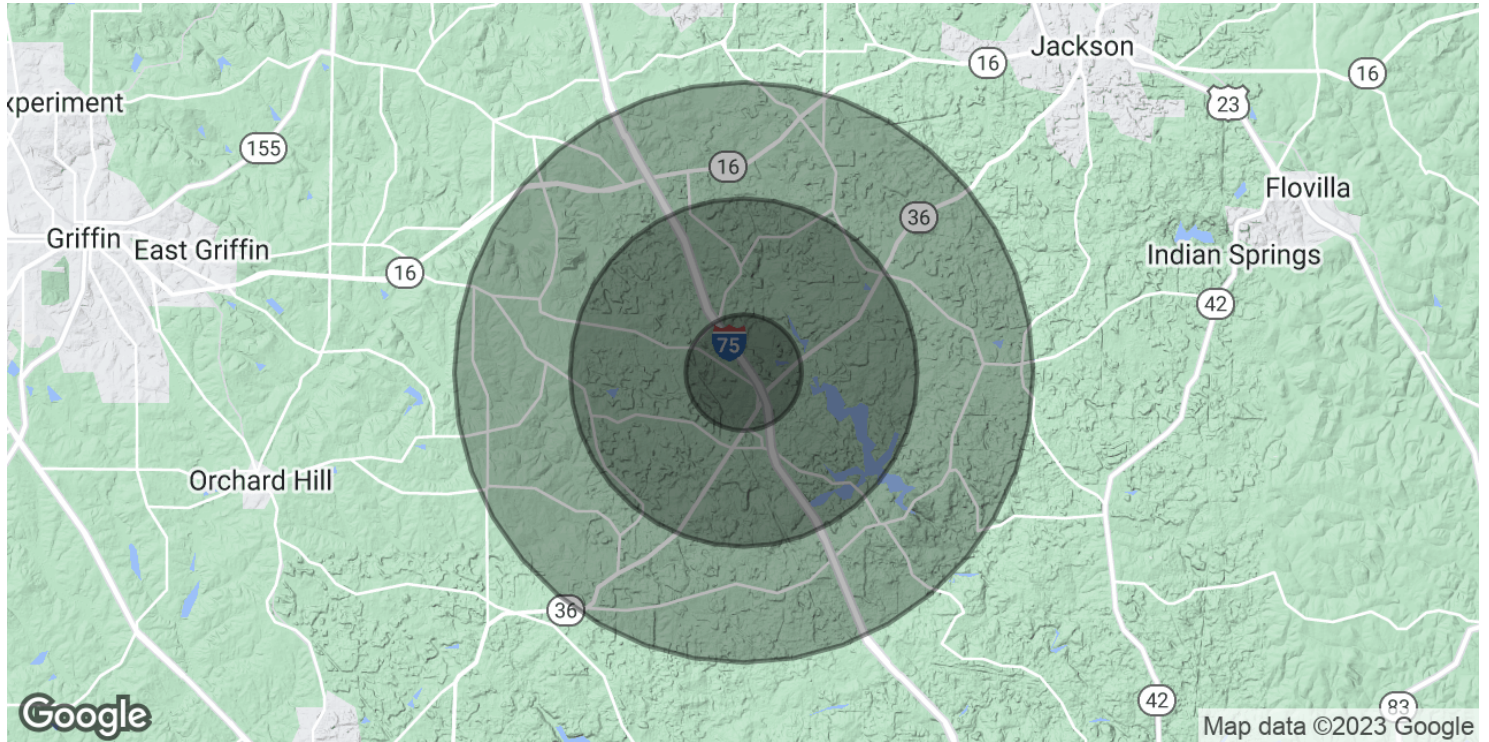 Jackson
16
16
xperiment
23
155
16
Flovilla
36
Griffin
East Griffin
Indian Springs
16
42
75
Orchard Hill
36
42
83
Google
Map data ©2023 Google